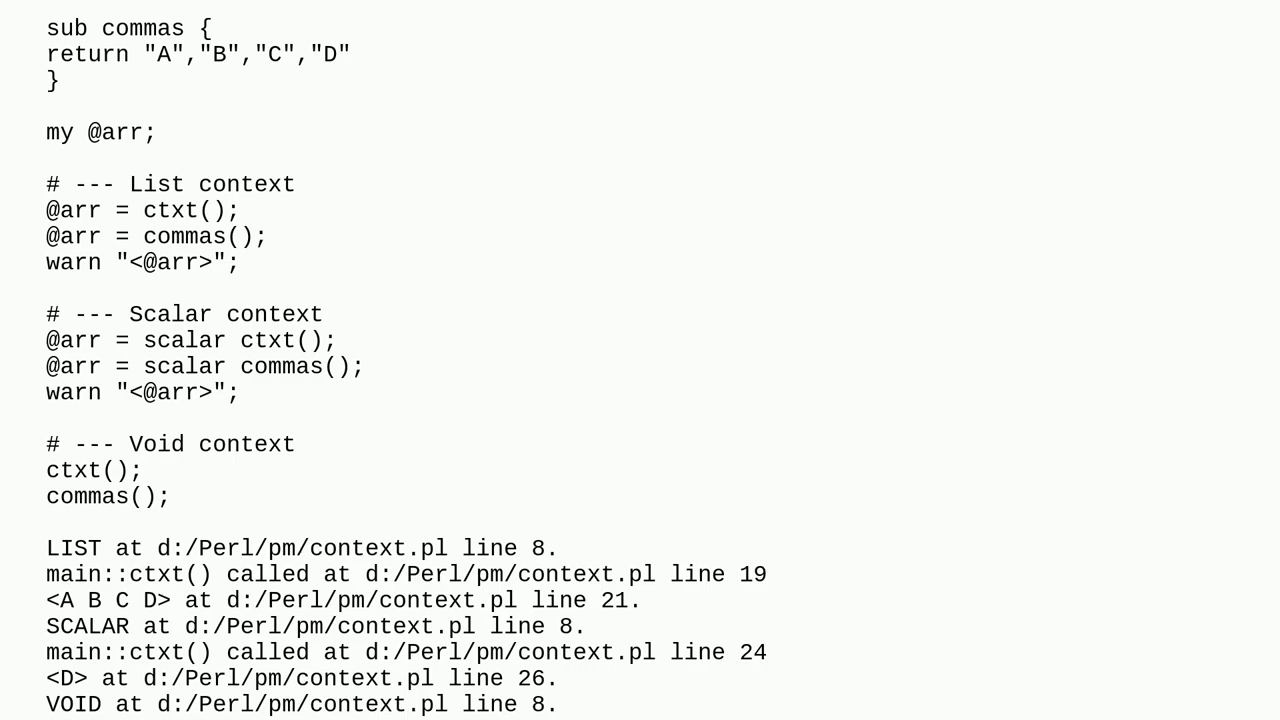 sub commas {
return "A","B","C","D"
}
my @arr;
# --- List context
@arr = ctxt();
@arr = commas();
warn "<@arr>";
# --- Scalar context
@arr = scalar ctxt();
@arr = scalar commas();
warn "<@arr>";
# --- Void context
ctxt();
commas();
LIST at d:/Perl/pm/context.pl line 8.
main::ctxt() called at d:/Perl/pm/context.pl line 19
<A B C D> at d:/Perl/pm/context.pl line 21.
SCALAR at d:/Perl/pm/context.pl line 8.
main::ctxt() called at d:/Perl/pm/context.pl line 24
<D> at d:/Perl/pm/context.pl line 26.
VOID at d:/Perl/pm/context.pl line 8.